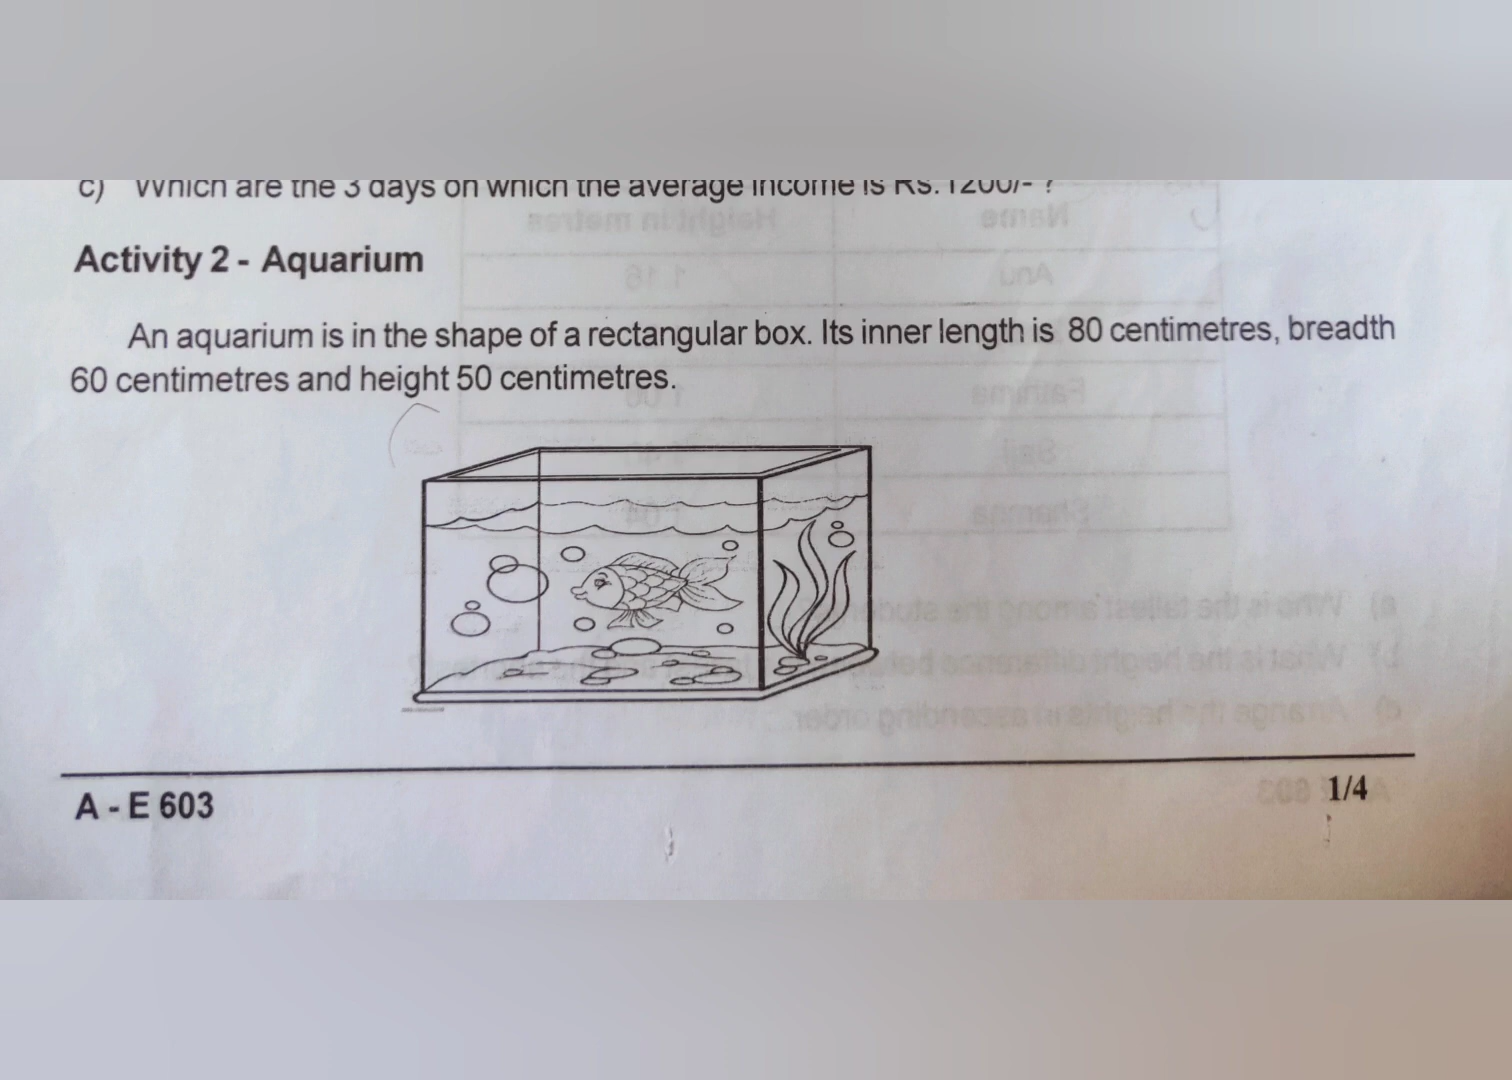 c) Which are the 3 days on which the average income is Rs. 1200/- ?
Activity 2 - Aquarium
An aquarium is in the shape of a rectangular box. Its inner length is 80 centimetres, breadth
60 centimetres and height 50 centimetres.
A - E 603
1/4